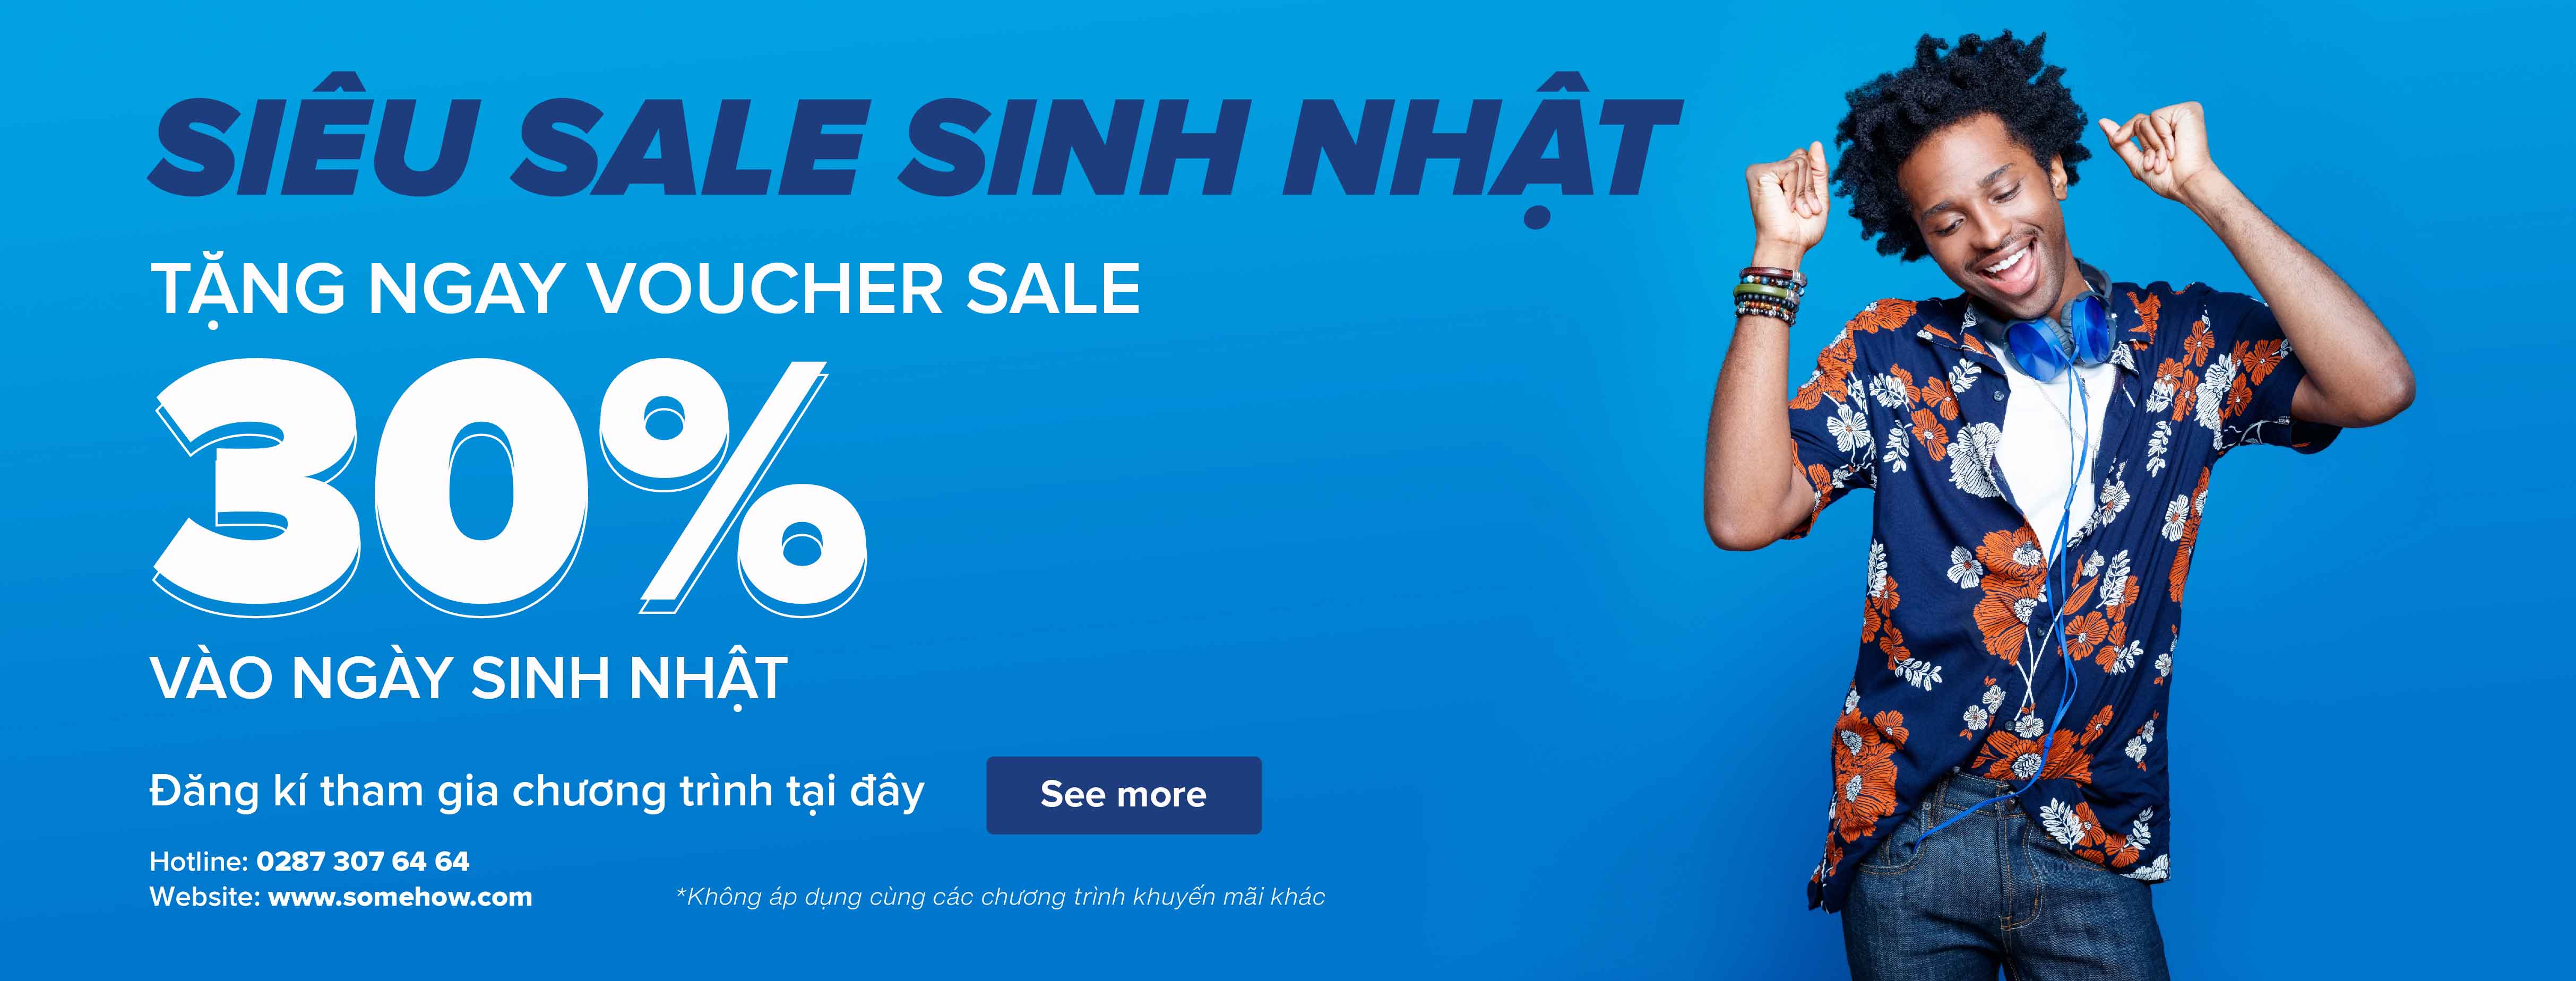 SIÊU SALE SINH NHẬT
TẶNG NGAY VOUCHER SALE
30%
VÀO NGÀY SINH NHẬT
Đăng kí tham gia chương trình tại đây
See more
Hotline: 0287 307 64 64
Website: www.somehow.com
*Không áp dụng cùng các chương trình khuyến mãi khác